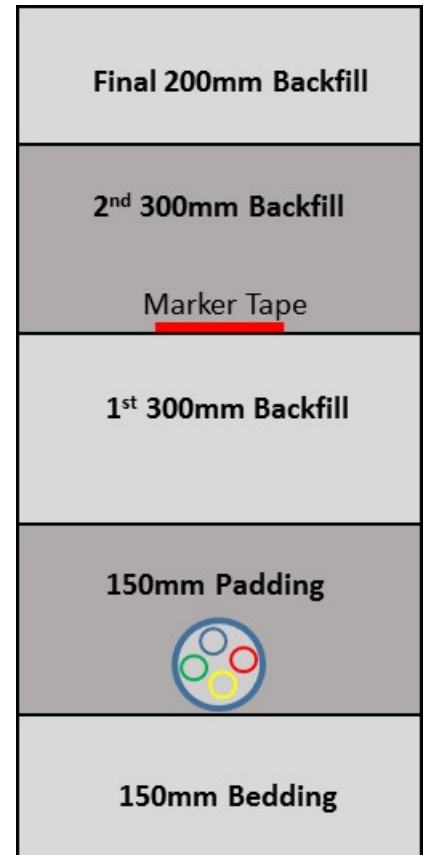 Final 200mm Backfill
2nd 300mm Backfill
Marker Tape
1st 300mm Backfill
150mm Padding
150mm Bedding